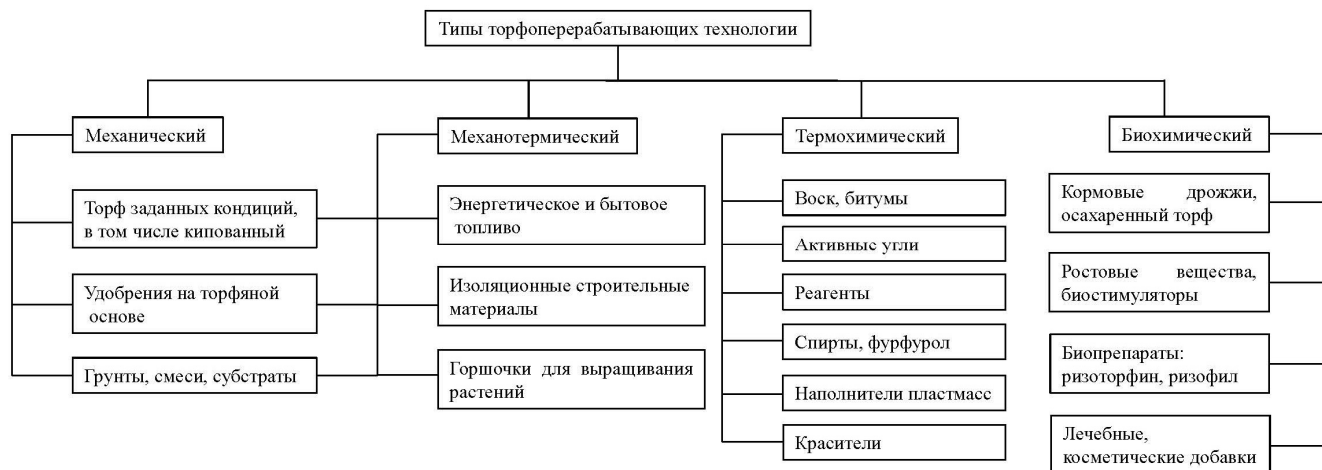 Типы торфоперерабатывающих технологии
Механический
Торф заданных кондиций,
в том числе кипованный
Удобрения на торфяной
основе
Грунты, смеси, субстраты
Механотермический
Энергетическое и бытовое
топливо
Изоляционные строительные
материалы
Горшочки для выращивания
растений
Термохимический
Воск, битумы
Активные угли
Реагенты
Спирты, фурфурол
Наполнители пластмасс
Красители
Биохимический
Кормовые дрожжи,
осахаренный торф
Ростовые вещества,
биостимуляторы
Биопрепараты:
ризоторфин, ризофил
Лечебные,
косметические добавки